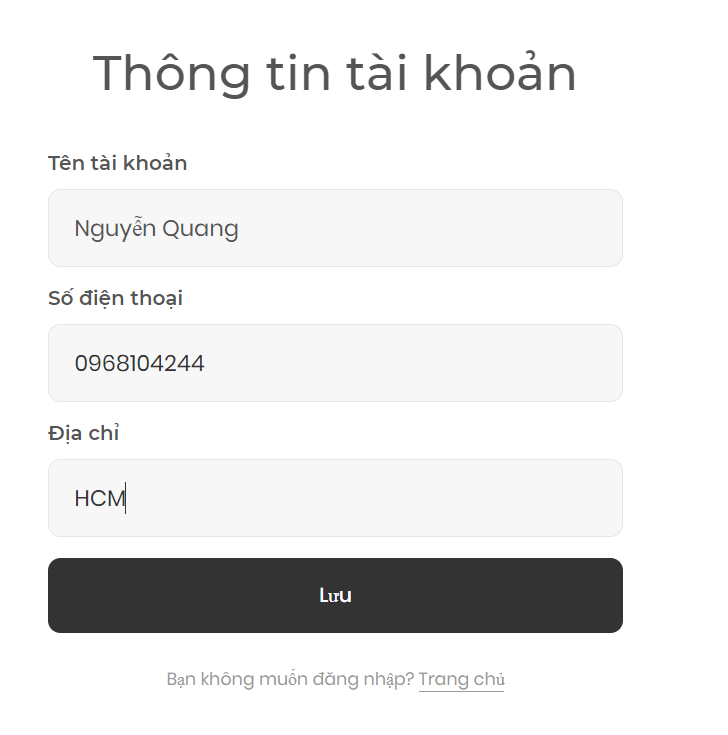 Thông tin tài khoản
Tên tài khoản
Nguyễn Quang
Số điện thoại
0968104244
Địa chỉ
HCM
Lưu
Bạn không muốn đăng nhập? Trang chủ